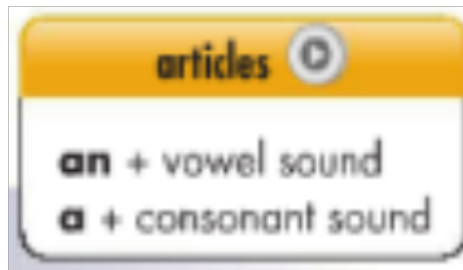 articles
an + vowel sound
a + consonant sound